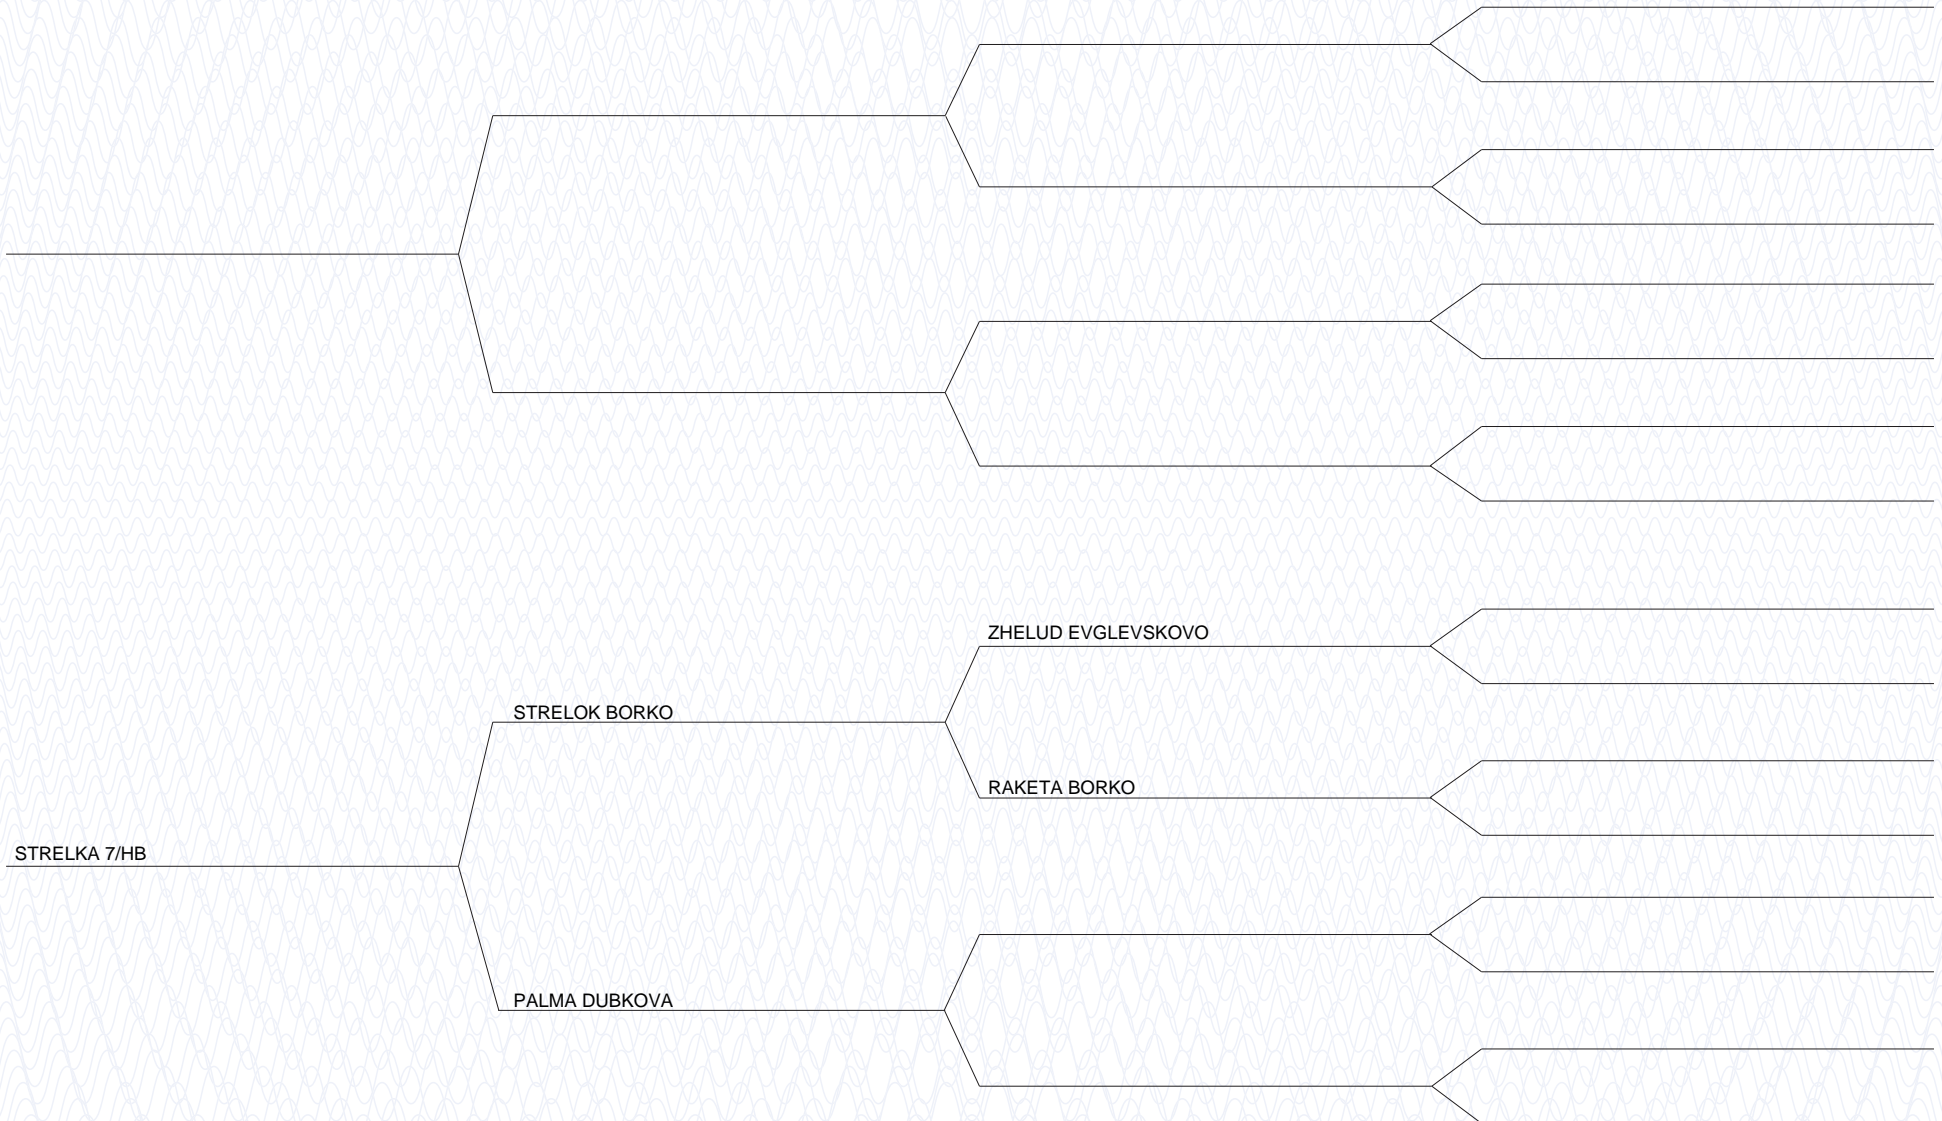 ZHELUD EVGLEVSKOVO
STRELOK BORKO
RAKETA BORKO
STRELKA 7/HB
PALMA DUBKOVA